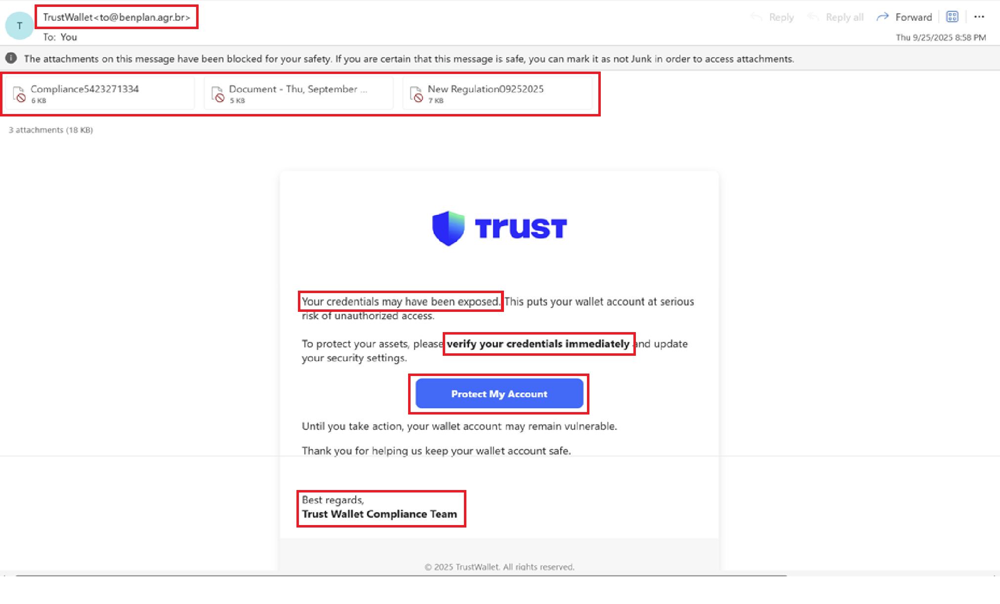 T
TrustWallet<to@benplan.agr.br>
To: You
Reply
Reply all
Forward
Thu 9/25/2025 8:58 PM
The attachments on this message have been blocked for your safety. If you are certain that this message is safe, you can mark it as not Junk in order to access attachments.
Compliance5423271334
6 KB
Document - Thu, September ...
5 KB
New Regulation09252025
7 KB
3 attachments (18 KB)
Trust
Your credentials may have been exposed. This puts your wallet account at serious
risk of unauthorized access.
To protect your assets, please verify your credentials immediately and update
your security settings.
Protect My Account
Until you take action, your wallet account may remain vulnerable.
Thank you for helping us keep your wallet account safe.
Best regards,
Trust Wallet Compliance Team
© 2025 TrustWallet. All rights reserved.